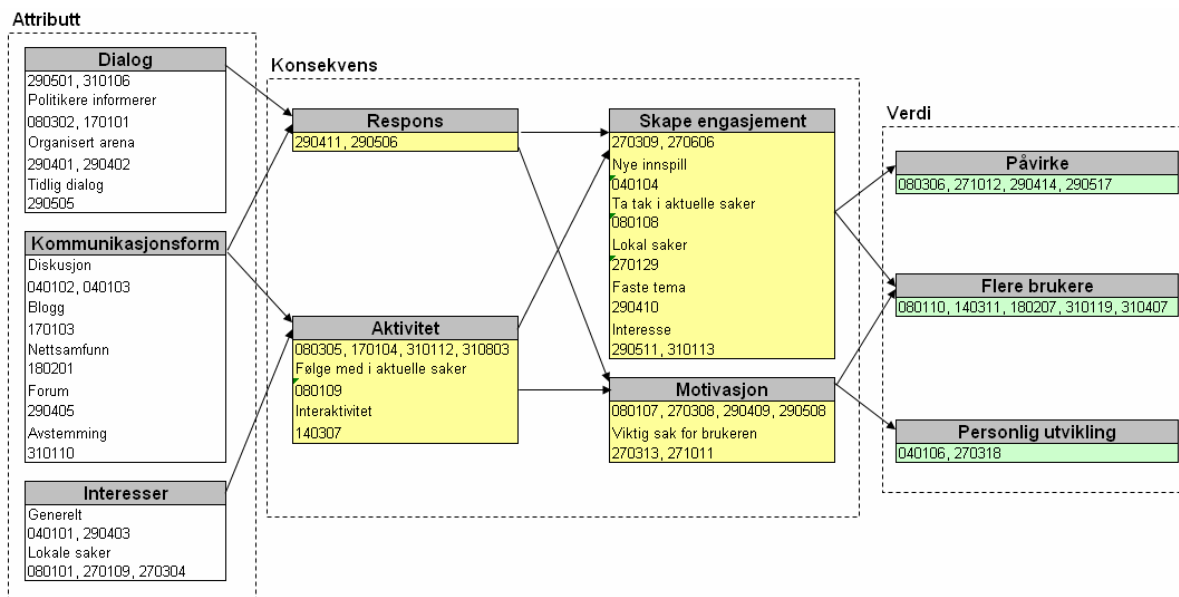 Attributt
Dialog
290501, 310106
Politikere informerer
080302, 170101
Organisert arena
290401, 290402
Tidlig dialog
290505
Kommunikasjonsform
Diskusjon
040102, 040103
Blogg
170103
Nettsamfunn
180201
Forum
290405
Avstemming
310110
Interesser
Generelt
040101, 290403
Lokale saker
080101, 270109, 270304
Konsekvens
Respons
290411, 290506
Aktivitet
080305, 170104, 310112, 310803
Følge med i aktuelle saker
080109
Interaktivitet
140307
Skape engasjement
270309, 270606
Nye innspill
040104
Ta tak i aktuelle saker
080108
Lokal saker
270129
Faste tema
290410
Interesse
290511, 310113
Motivasjon
080107, 270308, 290409, 290508
Viktig sak for brukeren
270313, 271011
Verdi
Påvirke
080306, 271012, 290414, 290517
Flere brukere
080110, 140311, 180207, 310119, 310407
Personlig utvikling
040106, 270318